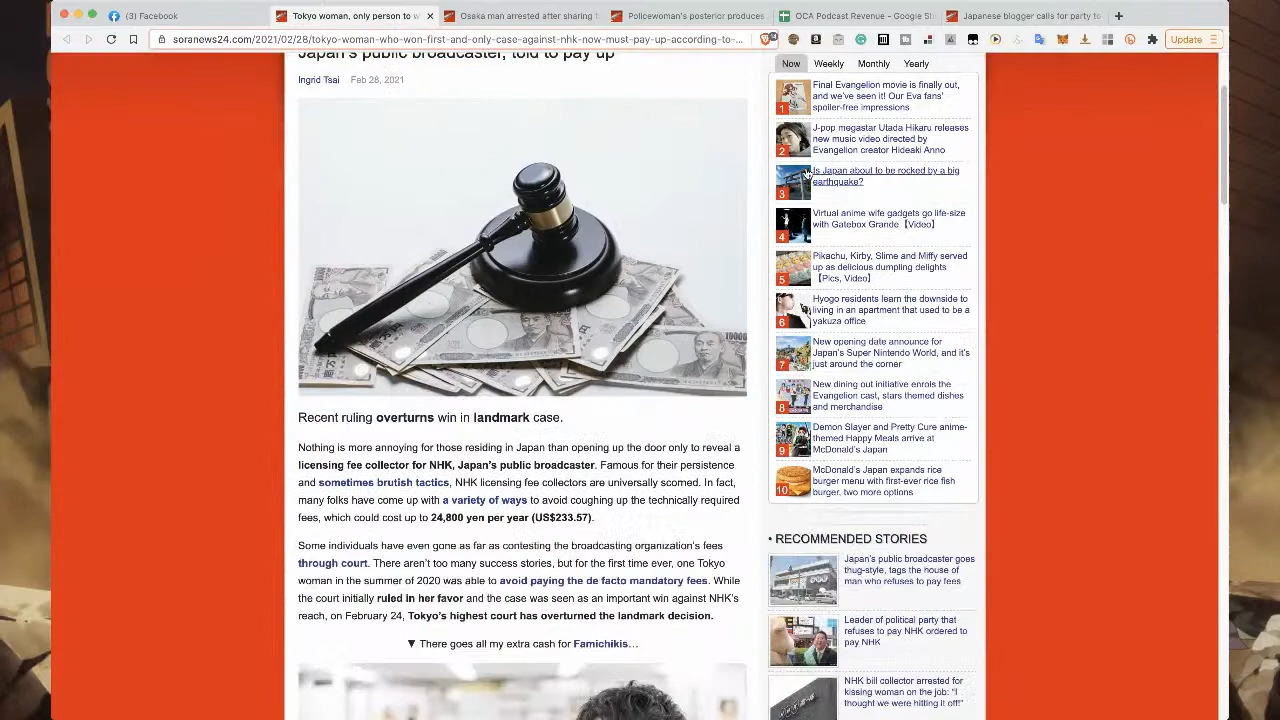 (3) Facebook
Tokyo woman, only person to w
Osaka man arrested after sharing
Policewoman's posterior produces
OCA Podcast Revenue - Google Sl
Japanese blogger calls for party to
soranews24.com/2021/02/28/tokyo-woman-who-won-first-and-only-case-against-nhk-now-must-pay-up-according-to-...
Update
Japan's public broadcaster, told to pay up
Ingrid Tsai Feb 28, 2021
Recent ruling overturns win in landmark case.
Nothing is more annoying for those residing in Japan than opening up the door only to reveal a
license fee collector for NHK, Japan's public broadcaster. Famous for their persistence
and sometimes brutish tactics, NHK licensing fee collectors are universally scorned. In fact,
many folks have come up with a variety of ways to avoid coughing up the technically required
fees, which could cost up to 24,800 yen per year (US$233.57).
Some individuals have even gone as far as contesting the broadcasting organization's fees
through court. There aren't too many success stories, but for the first time ever, one Tokyo
woman in the summer of 2020 was able to avoid paying the de facto mandatory fees. While
the court initially ruled in her favor and the case was seen as an important win against NHK's
reach, on February 24, Tokyo's highest court has overturned the landmark decision.
▼ There goes all my extra cash for Famichikis…
Now Weekly Monthly Yearly
1
Final Evangelion movie is finally out,
and we've seen it! Our Eva fans'
spoiler-free impressions
2
J-pop megastar Utada Hikaru releases
new music video directed by
Evangelion creator Hideaki Anno
3
Is Japan about to be rocked by a big
earthquake?
4
Virtual anime wife gadgets go life-size
with Gatebox Grande【Video】
5
Pikachu, Kirby, Slime and Miffy served
up as delicious dumpling delights
【Pics, Video】
6
Hyogo residents learn the downside to
living in an apartment that used to be a
yakuza office
7
New opening date announce for
Japan's Super Nintendo World, and it's
just around the corner
8
New dining out initiative enrols the
Evangelion cast, stars themed dishes
and merchandise
9
Demon Slayer and Pretty Cure anime-
themed Happy Meals arrive at
McDonald's Japan
10
McDonald's Japan expands rice
burger menu with first-ever rice fish
burger, two more options
• RECOMMENDED STORIES
Japan's public broadcaster goes
thug-style, tags the house of
man who refuses to pay fees
Leader of political party that
refuses to pay NHK ordered to
pay NHK
NHK bill collector arrested for
kissing woman on the job: "I
thought we were hitting it off!"